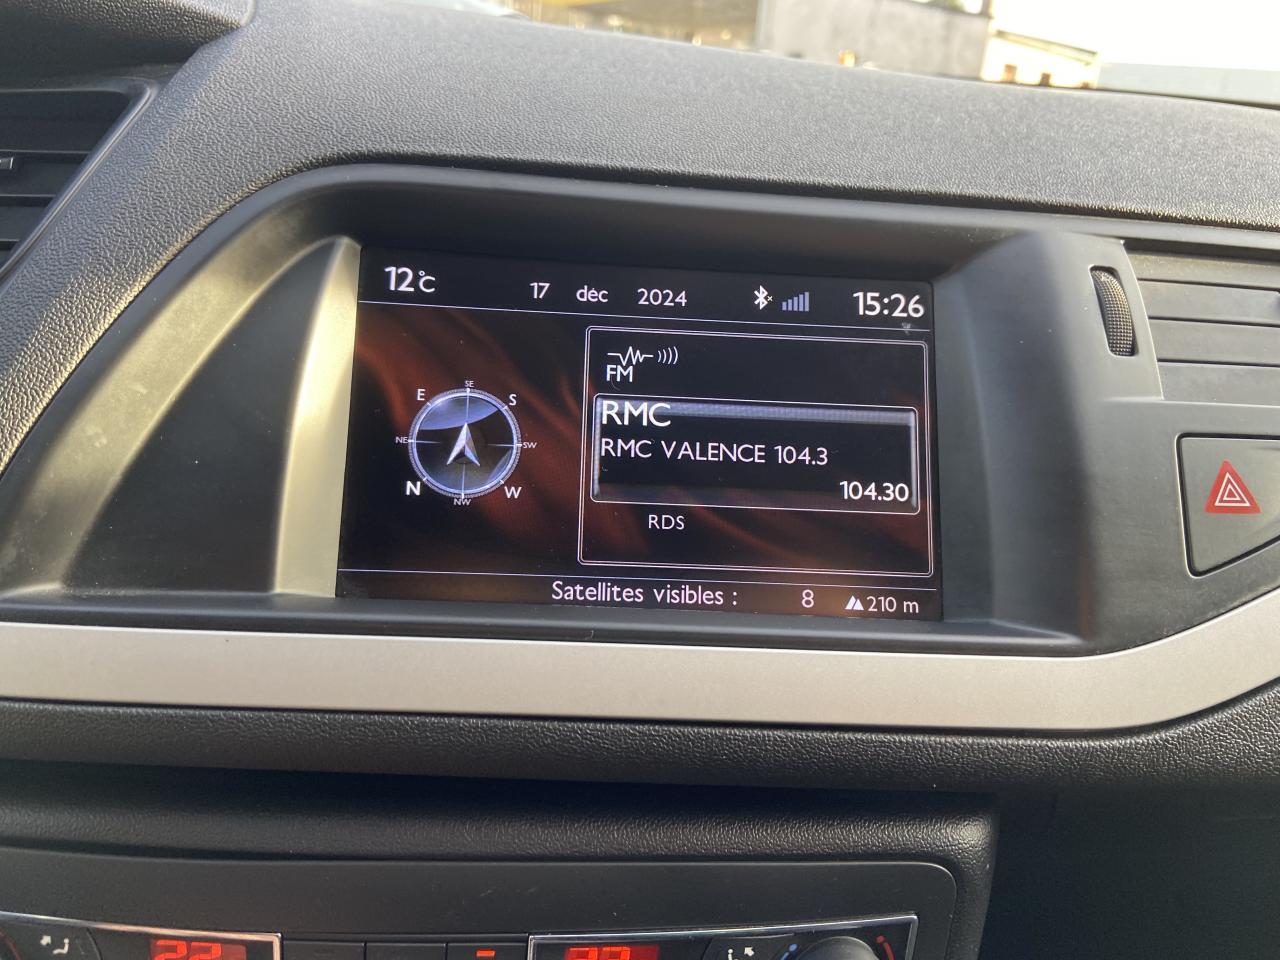 12°C 17 déc 2024 15:26
FM
RMC
RMC VALENCE 104.3
104.30
RDS
SE
E S
NE SW
N W
NW
Satellites visibles : 8 210 m
22